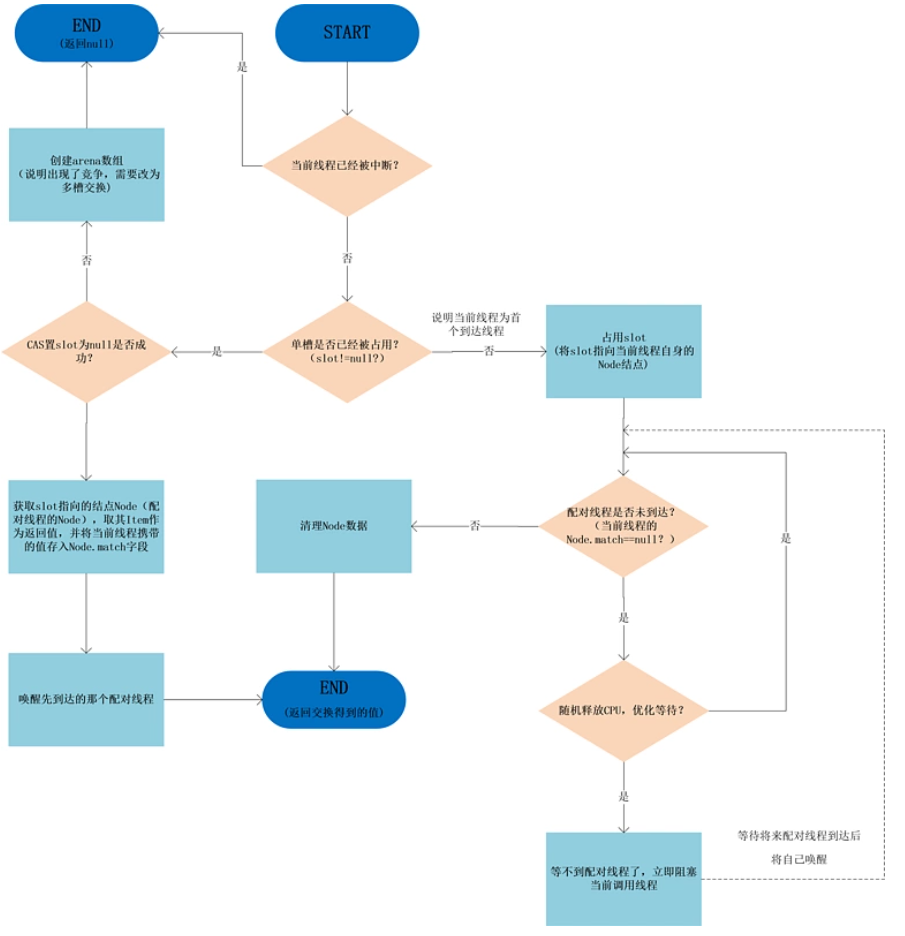 END
(返回null)
START
是
创建arena数组
(说明出现了竞争，需要改为
多槽交换)
当前线程已经被中断？
否
否
说明当前线程为首
个到达线程
CAS置slot为null是否成
功？
是
单槽是否已经被占用？
(slot!=null?)
否
占用slot
(将slot指向当前线程自身的
Node结点)
获取slot指向的结点Node（配
对线程的Node），取其Item作
为返回值，并将当前线程携带
的值存入Node.match字段
清理Node数据
否
配对线程是否未到达？
（当前线程的
Node.match==null？）
是
是
唤醒先到达的那个配对线程
END
(返回交换得到的值)
随机释放CPU，优化等待？
是
等待将来配对线程到达后
将自己唤醒
等不到配对线程了，立即阻塞
当前调用线程